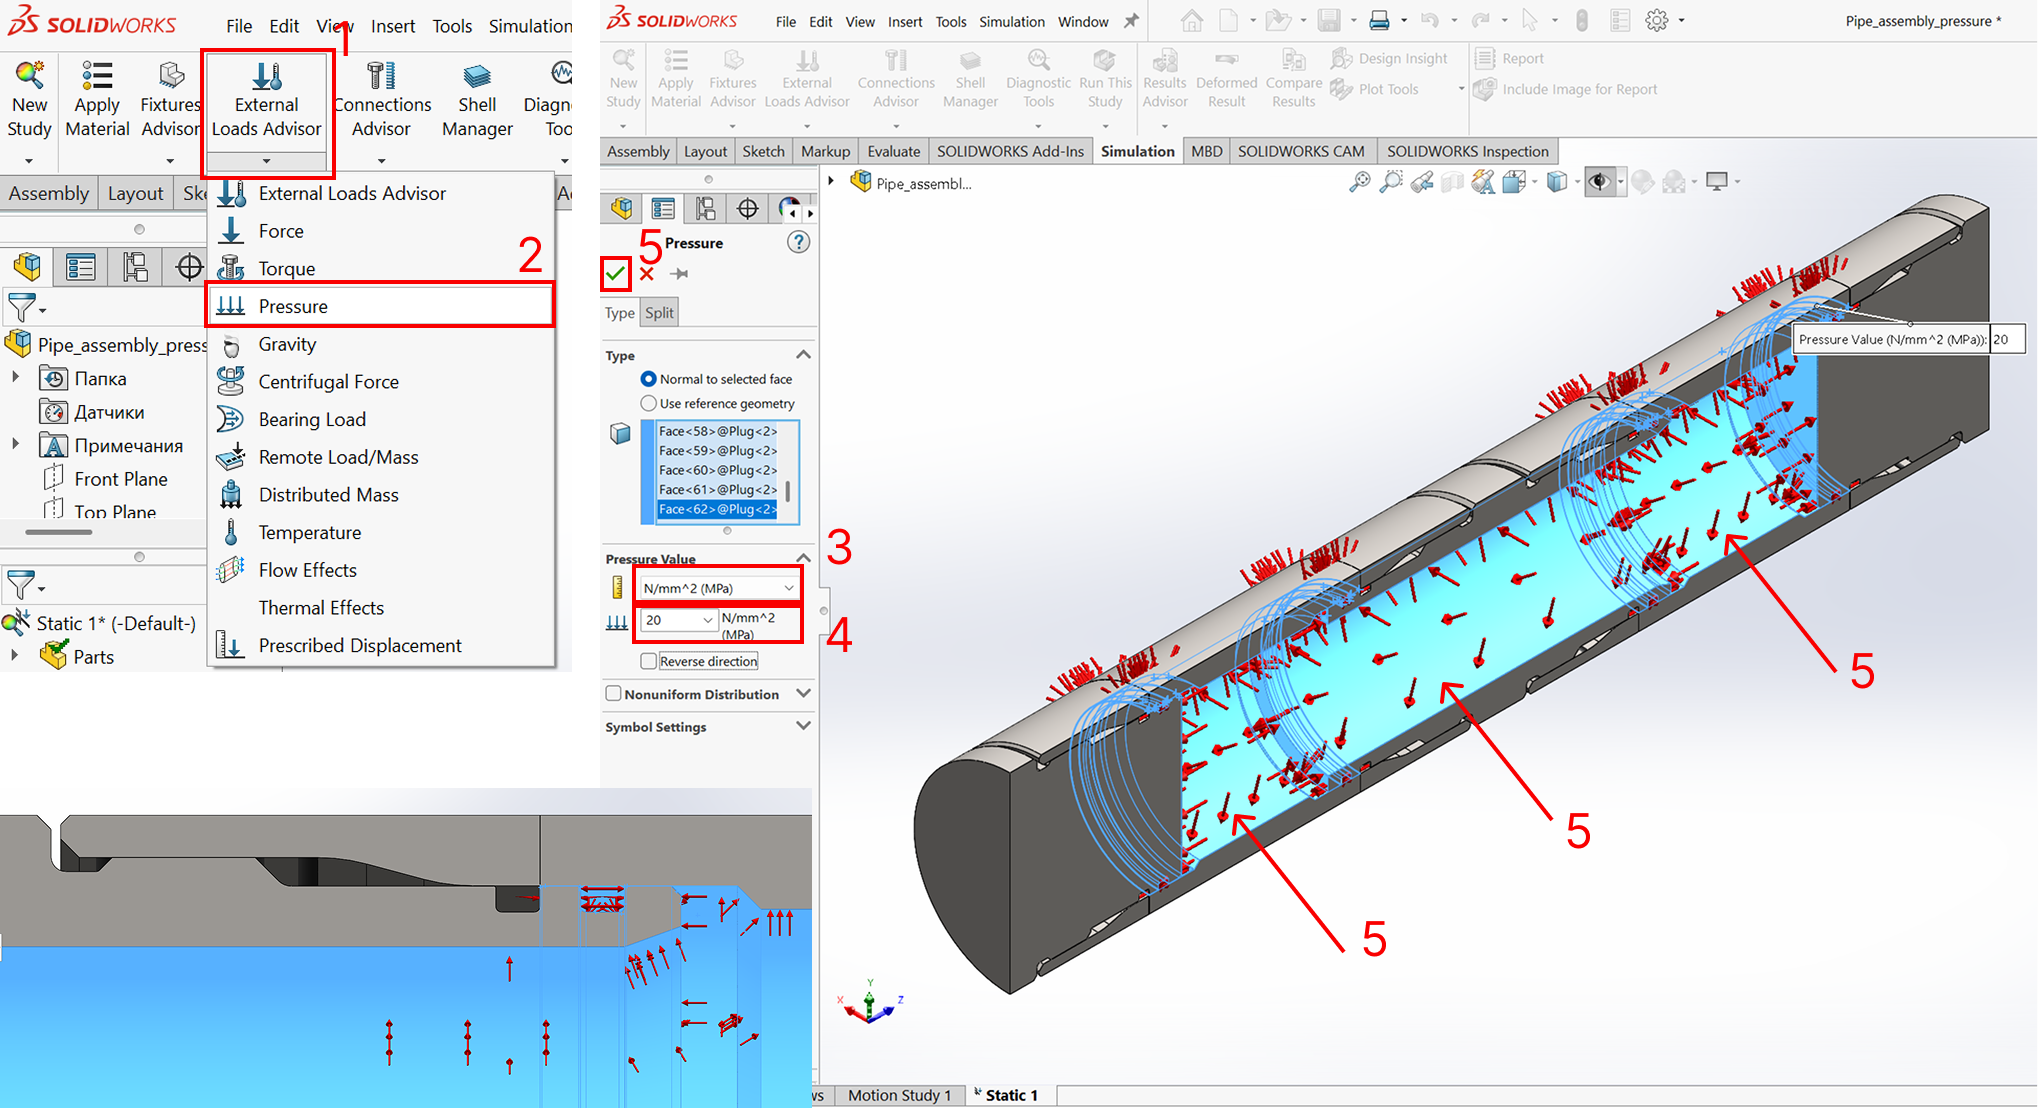 SOLIDWORKS
File Edit View Insert Tools Simulation
1
New Study
Apply Material
Fixtures Advisor
External Loads Advisor
Connections Advisor
Shell Manager
Diagn
Too
Assembly Layout Ske
External Loads Advisor
Force
Torque
2
Pressure
Gravity
Centrifugal Force
Bearing Load
Remote Load/Mass
Distributed Mass
Temperature
Flow Effects
Thermal Effects
Prescribed Displacement
Pipe_assembly_press
Папка
Датчики
Примечания
Front Plane
Top Plane
Static 1* (-Default-)
Parts
SOLIDWORKS
File Edit View Insert Tools Simulation Window
Pipe_assembly_pressure *
New Study
Apply Material
Fixtures Advisor
External Loads Advisor
Connections Advisor
Shell Manager
Diagnostic Tools
Run This Study
Results Advisor
Deformed Result
Compare Results
Design Insight
Plot Tools
Report
Include Image for Report
Assembly Layout Sketch Markup Evaluate SOLIDWORKS Add-Ins Simulation MBD SOLIDWORKS CAM SOLIDWORKS Inspection
Pipe_assembl...
5
Pressure
?
Type Split
Type
Normal to selected face
Use reference geometry
Face<58>@Plug<2>
Face<59>@Plug<2>
Face<60>@Plug<2>
Face<61>@Plug<2>
Face<62>@Plug<2>
Pressure Value
3
N/mm^2 (MPa)
20
N/mm^2 (MPa)
4
Reverse direction
Nonuniform Distribution
Symbol Settings
Pressure Value (N/mm^2 (MPa)): 20
5
5
5
Y
X
Z
ws Motion Study 1 Static 1